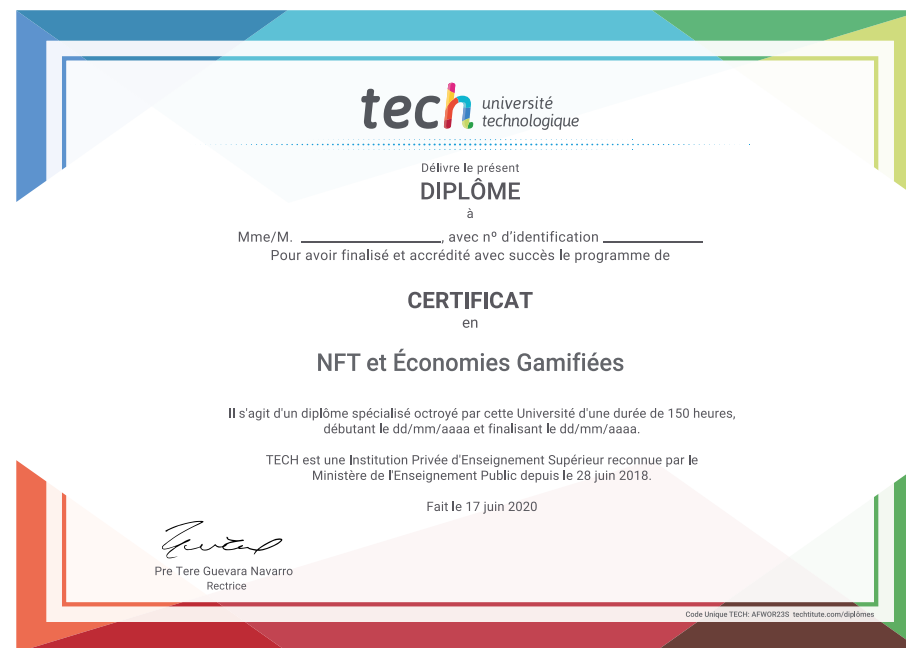 tech université
technologique
Délivre le présent
DIPLÔME
à
Mme/M. ____________________, avec nº d'identification ______________
Pour avoir finalisé et accrédité avec succès le programme de
CERTIFICAT
en
NFT et Économies Gamifiées
Il s'agit d'un diplôme spécialisé octroyé par cette Université d'une durée de 150 heures,
débutant le dd/mm/aaaa et finalisant le dd/mm/aaaa.
TECH est une Institution Privée d'Enseignement Supérieur reconnue par le
Ministère de l'Enseignement Public depuis le 28 juin 2018.
Fait le 17 juin 2020
Pre Tere Guevara Navarro
Rectrice
Code Unique TECH: AFWOR23S techtitute.com/diplômes